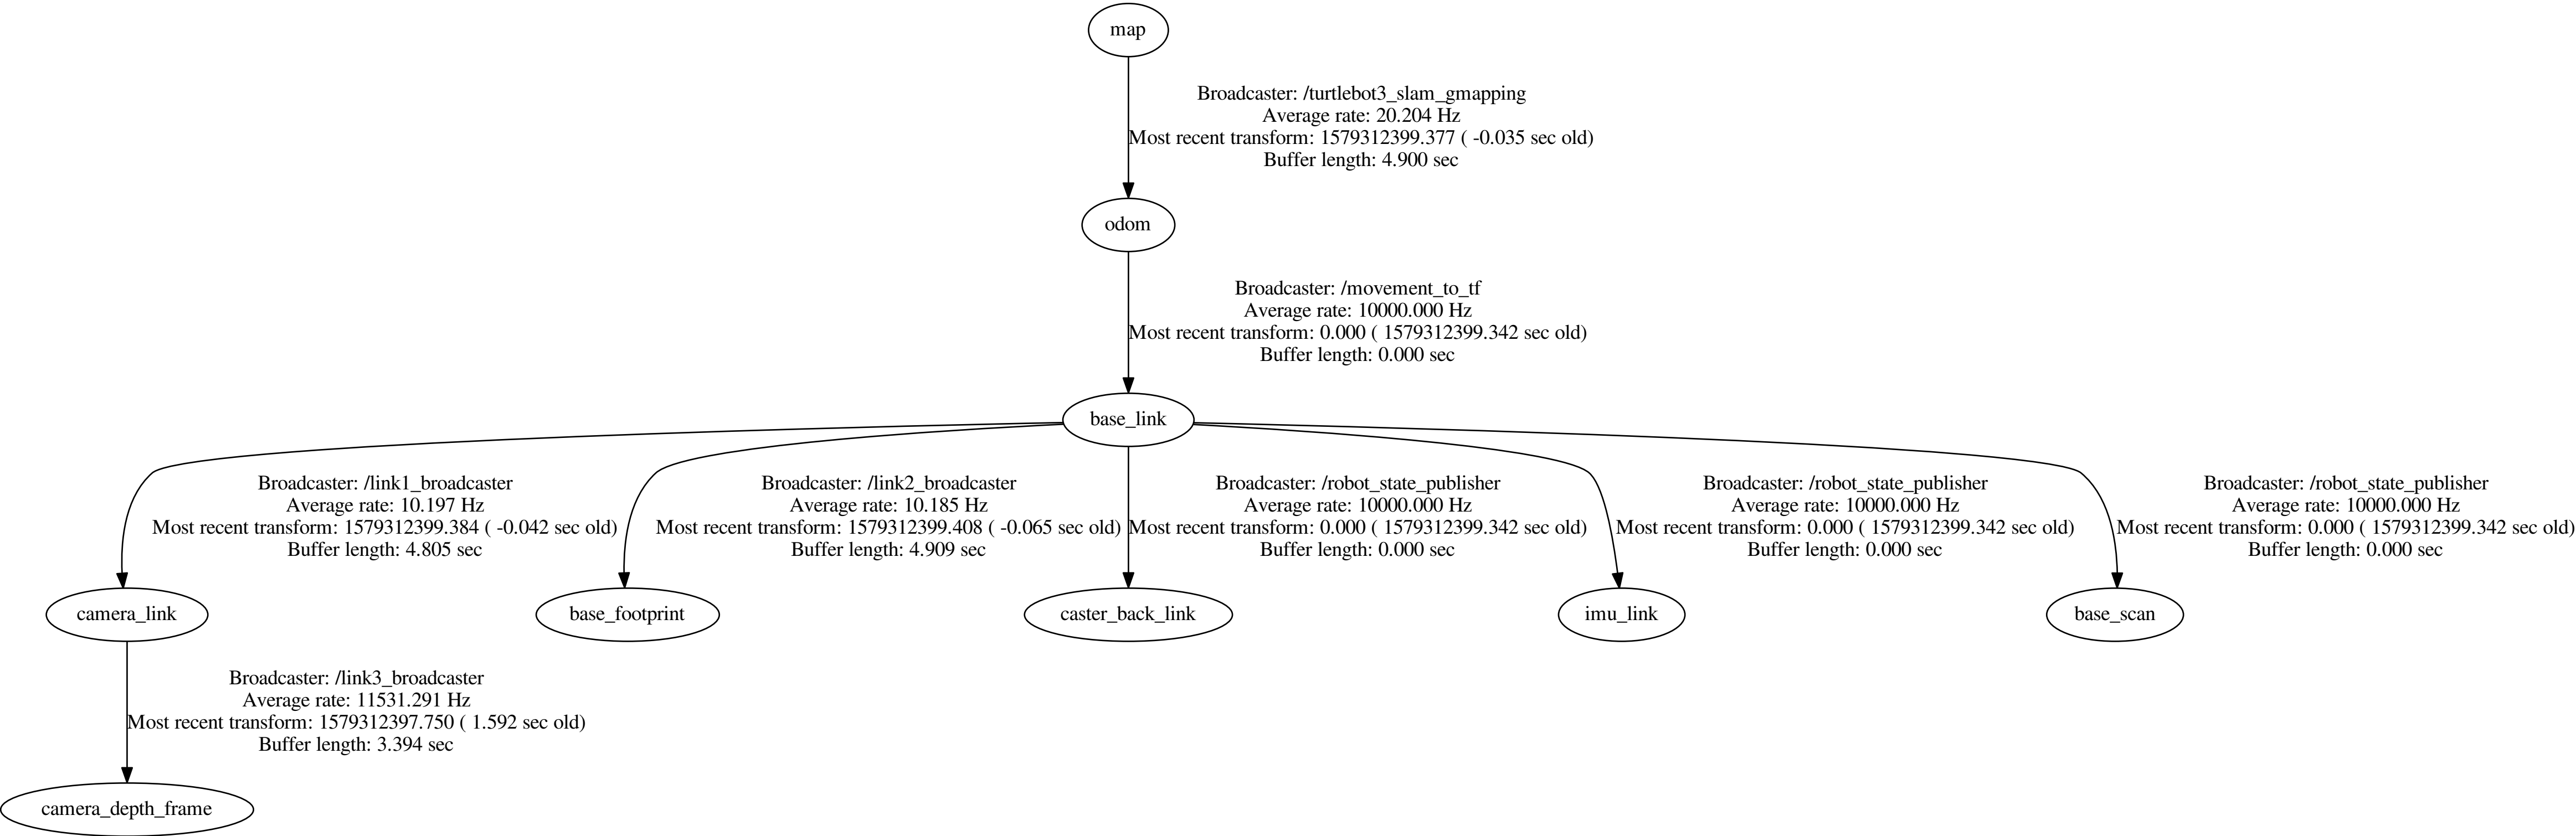 map
Broadcaster: /turtlebot3_slam_gmapping
Average rate: 20.204 Hz
Most recent transform: 1579312399.377 ( -0.035 sec old)
Buffer length: 4.900 sec
odom
Broadcaster: /movement_to_tf
Average rate: 10000.000 Hz
Most recent transform: 0.000 ( 1579312399.342 sec old)
Buffer length: 0.000 sec
base_link
Broadcaster: /link1_broadcaster
Average rate: 10.197 Hz
Most recent transform: 1579312399.384 ( -0.042 sec old)
Buffer length: 4.805 sec
Broadcaster: /link2_broadcaster
Average rate: 10.185 Hz
Most recent transform: 1579312399.408 ( -0.065 sec old)
Buffer length: 4.909 sec
Broadcaster: /robot_state_publisher
Average rate: 10000.000 Hz
Most recent transform: 0.000 ( 1579312399.342 sec old)
Buffer length: 0.000 sec
Broadcaster: /robot_state_publisher
Average rate: 10000.000 Hz
Most recent transform: 0.000 ( 1579312399.342 sec old)
Buffer length: 0.000 sec
Broadcaster: /robot_state_publisher
Average rate: 10000.000 Hz
Most recent transform: 0.000 ( 1579312399.342 sec old)
Buffer length: 0.000 sec
camera_link
base_footprint
caster_back_link
imu_link
base_scan
Broadcaster: /link3_broadcaster
Average rate: 11531.291 Hz
Most recent transform: 1579312397.750 ( 1.592 sec old)
Buffer length: 3.394 sec
camera_depth_frame